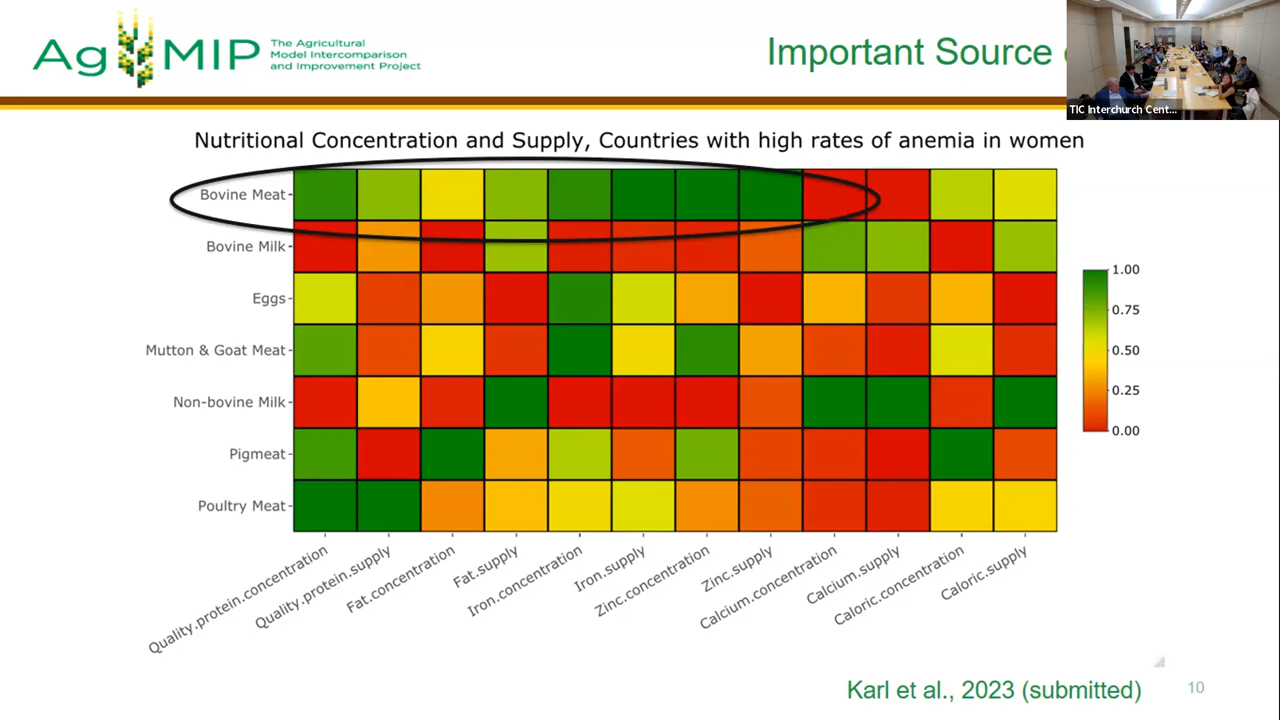 AgMIP
The Agricultural
Model Intercomparison
and Improvement Project
Important Source
TIC Interchurch Cent...
Nutritional Concentration and Supply, Countries with high rates of anemia in women
Bovine Meat
Bovine Milk
Eggs
Mutton & Goat Meat
Non-bovine Milk
Pigmeat
Poultry Meat
1.00
0.75
0.50
0.25
0.00
Quality.protein.concentration
Quality.protein.supply
Fat.concentration
Fat.supply
Iron.concentration
Iron.supply
Zinc.concentration
Zinc.supply
Calcium.concentration
Calcium.supply
Caloric.concentration
Caloric.supply
Karl et al., 2023 (submitted)
10